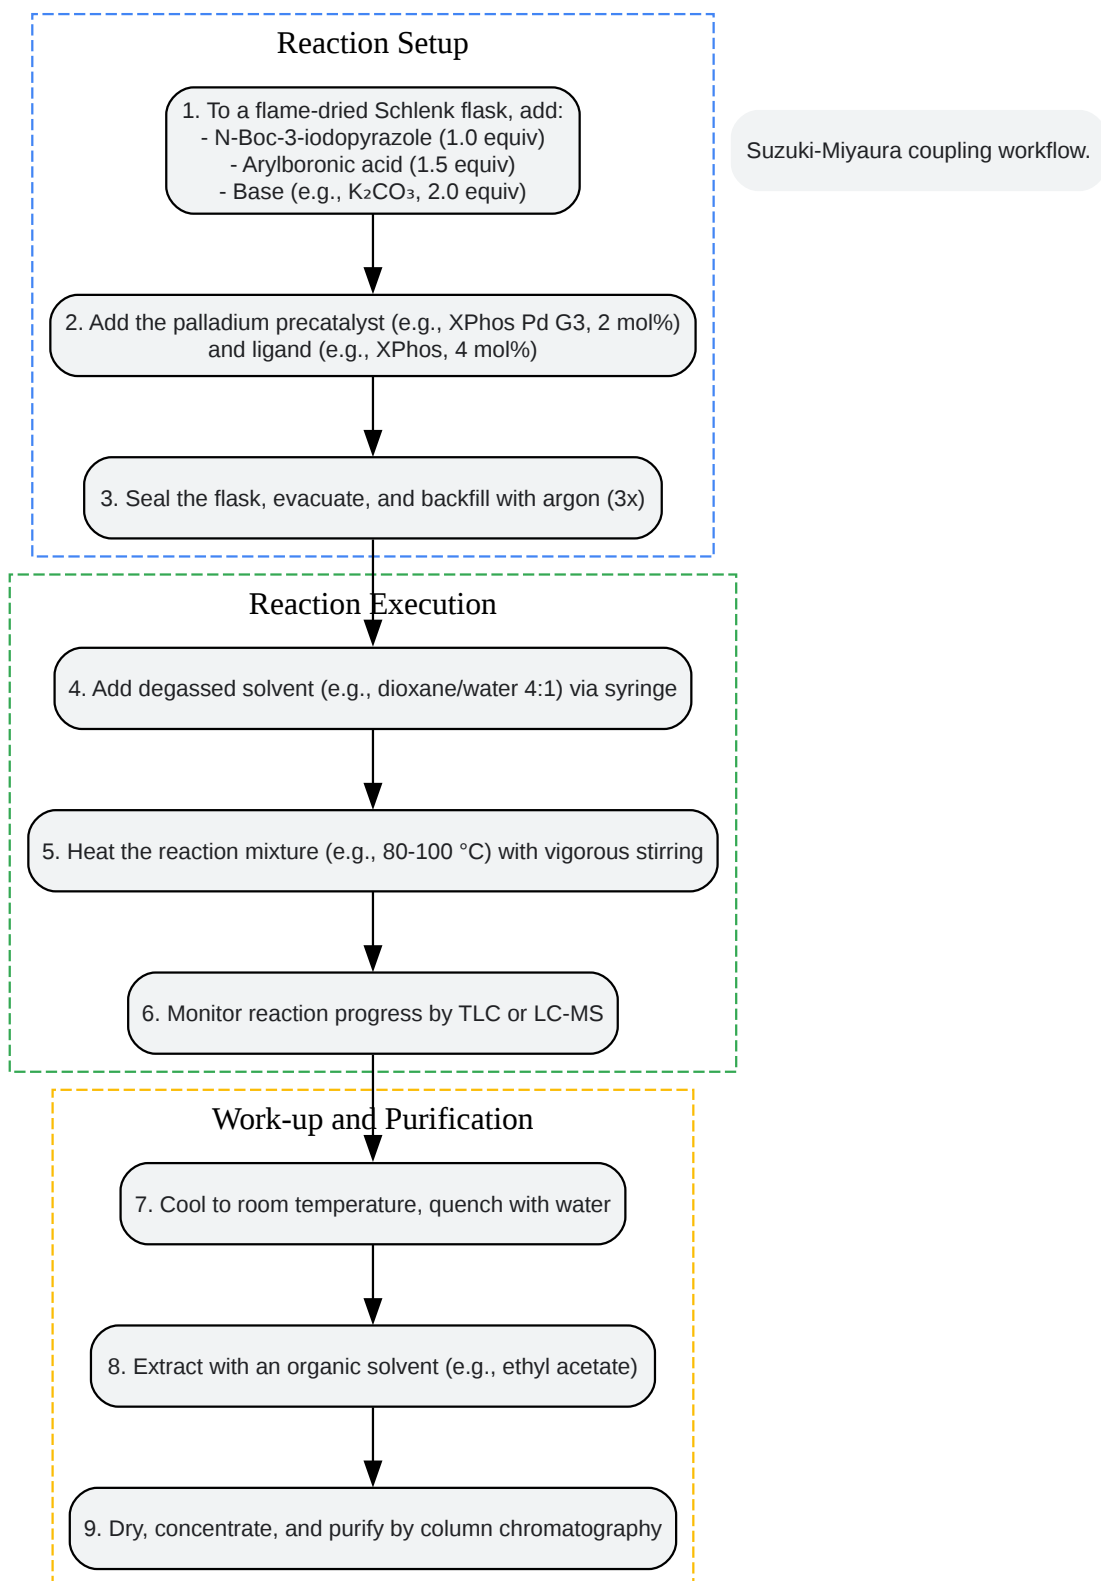 Reaction Setup
1. To a flame-dried Schlenk flask, add:
- N-Boc-3-iodopyrazole (1.0 equiv)
- Arylboronic acid (1.5 equiv)
- Base (e.g., K₂CO₃, 2.0 equiv)
Suzuki-Miyaura coupling workflow.
2. Add the palladium precatalyst (e.g., XPhos Pd G3, 2 mol%)
and ligand (e.g., XPhos, 4 mol%)
3. Seal the flask, evacuate, and backfill with argon (3x)
Reaction Execution
4. Add degassed solvent (e.g., dioxane/water 4:1) via syringe
5. Heat the reaction mixture (e.g., 80-100 °C) with vigorous stirring
6. Monitor reaction progress by TLC or LC-MS
Work-up and Purification
7. Cool to room temperature, quench with water
8. Extract with an organic solvent (e.g., ethyl acetate)
9. Dry, concentrate, and purify by column chromatography